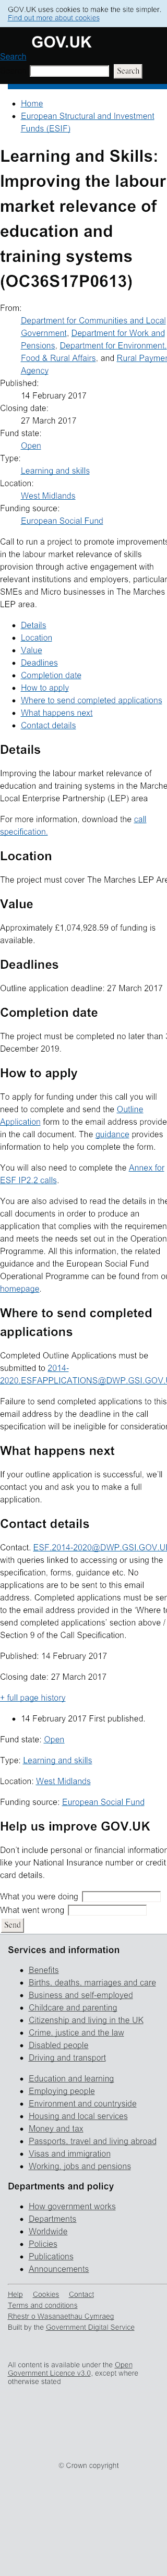 GOV.UK uses cookies to make the site simpler.
Find out more about cookies
GOV.UK
Search
Search
Home
European Structural and Investment
Funds (ESIF)
Learning and Skills:
Improving the labour
market relevance of
education and
training systems
(OC36S17P0613)
From:
Department for Communities and Local
Government, Department for Work and
Pensions, Department for Environment,
Food & Rural Affairs, and Rural Paymen
Agency
Published:
14 February 2017
Closing date:
27 March 2017
Fund state:
Open
Type:
Learning and skills
Location:
West Midlands
Funding source:
European Social Fund
Call to run a project to promote improvements
in the labour market relevance of skills
provision through active engagement with
relevant institutions and employers, particular
SMEs and Micro businesses in The Marches
LEP area.
Details
Location
Value
Deadlines
Completion date
How to apply
Where to send completed applications
What happens next
Contact details
Details
Improving the labour market relevance of
education and training systems in the Marches
Local Enterprise Partnership (LEP) area
For more information, download the call
specification.
Location
The project must cover The Marches LEP Are
Value
Approximately £1,074,928.59 of funding is
available.
Deadlines
Outline application deadline: 27 March 2017
Completion date
The project must be completed no later than
December 2019.
How to apply
To apply for funding under this call you will
need to complete and sent the Outline
Application form to the email address provided
in the call document. The guidance provides
information to help you complete the form.
You will also need to complete the Annex for
ESF IP2.2 calls.
You are also advised to read the details in the
call documents in order to produce an
application that complies with requirements
and meets the needs set out in the Operational
Programme. All this information, the related
guidance and the European Social Fund
Operational Programme is available on our
homepage.
Where to send completed
applications
Completed Outline Applications must be
submitted to 2014-
2020.ESFAPPLICATIONS@DWP.GSI.GOV.U
Failure to send completed applications to this
email address by the deadline in the call
specification will be ineligible for consideration
What happens next
If your outline application is successful, we'll
contact you and ask you to make a full
application.
Contact details
Contact. ESF.2014-2020@DWP.GSI.GOV.UK
with queries linked to accessing or using the
specification, forms, guidance etc. No
applications are to be sent to this email
address. Completed applications must be sent
to the email address provided in the 'Where to
send completed applications' section above /
Section 9 of the Call Specification.
Published: 14 February 2017
Closing date: 27 March 2017
+ full page history
14 February 2017 First published.
Fund state: Open
Type: Learning and skills
Location: West Midlands
Funding source: European Social Fund
Help us improve GOV.UK
Don't include personal or financial information
like your National Insurance number or credit
card details.
What you were doing
What went wrong
Send
Services and information
Benefits
Births, deaths, marriages and care
Business and self-employed
Childcare and parenting
Citizenship and living in the UK
Crime, justice and the law
Disabled people
Driving and transport
Education and learning
Employing people
Environment and countryside
Housing and local services
Money and tax
Passports, travel and living abroad
Visas and immigration
Working, jobs and pensions
Departments and policy
How government works
Departments
Worldwide
Policies
Publications
Announcements
Help Cookies Contact
Terms and conditions
Rhestr o Wasanaethau Cymraeg
Built by the Government Digital Service
All content is available under the Open
Government Licence v3.0, except where
otherwise stated
© Crown copyright